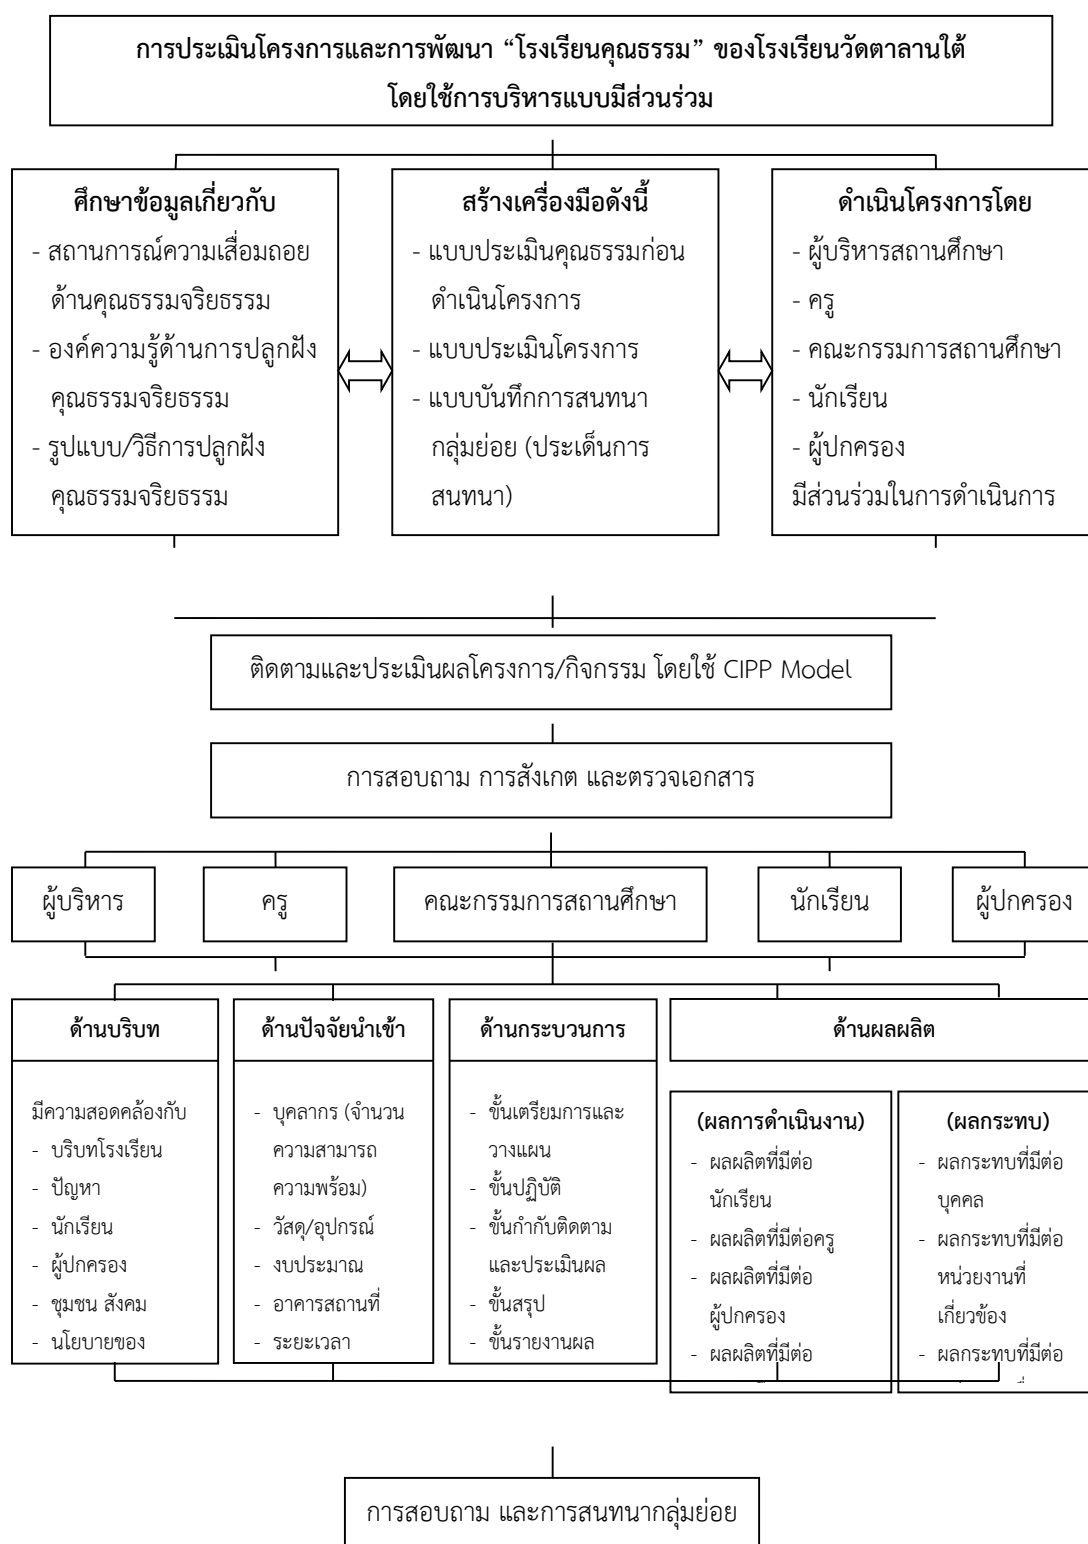 การประเมินโครงการและการพัฒนา “โรงเรียนคุณธรรม” ของโรงเรียนวัดตาลานใต้
โดยใช้การบริหารแบบมีส่วนร่วม
ศึกษาข้อมูลเกี่ยวกับ
- สถานการณ์ความเสื่อมถอย
ด้านคุณธรรมจริยธรรม
- องค์ความรู้ด้านการปลูกฝัง
คุณธรรมจริยธรรม
- รูปแบบ/วิธีการปลูกฝัง
คุณธรรมจริยธรรม
สร้างเครื่องมือดังนี้
- แบบประเมินคุณธรรมก่อน
ดำเนินโครงการ
- แบบประเมินโครงการ
- แบบบันทึกการสนทนา
กลุ่มย่อย (ประเด็นการ
สนทนา)
ดำเนินโครงการโดย
- ผู้บริหารสถานศึกษา
- ครู
- คณะกรรมการสถานศึกษา
- นักเรียน
- ผู้ปกครอง
มีส่วนร่วมในการดำเนินการ
ติดตามและประเมินผลโครงการ/กิจกรรม โดยใช้ CIPP Model
การสอบถาม การสังเกต และตรวจเอกสาร
ผู้บริหาร
ครู
คณะกรรมการสถานศึกษา
นักเรียน
ผู้ปกครอง
ด้านบริบท
มีความสอดคล้องกับ
- บริบทโรงเรียน
- ปัญหา
- นักเรียน
- ผู้ปกครอง
- ชุมชน สังคม
- นโยบายของ
ด้านปัจจัยนำเข้า
- บุคลากร (จำนวน
ความสามารถ
ความพร้อม)
- วัสดุ/อุปกรณ์
- งบประมาณ
- อาคารสถานที่
- ระยะเวลา
ด้านกระบวนการ
- ขั้นเตรียมการและ
วางแผน
- ขั้นปฏิบัติ
- ขั้นกำกับติดตาม
และประเมินผล
- ขั้นสรุป
- ขั้นรายงานผล
ด้านผลผลิต
(ผลการดำเนินงาน)
- ผลผลิตที่มีต่อ
นักเรียน
- ผลผลิตที่มีต่อครู
- ผลผลิตที่มีต่อ
ผู้ปกครอง
- ผลผลิตที่มีต่อ
(ผลกระทบ)
- ผลกระทบที่มีต่อ
บุคคล
- ผลกระทบที่มีต่อ
หน่วยงานที่
เกี่ยวข้อง
- ผลกระทบที่มีต่อ
การสอบถาม และการสนทนากลุ่มย่อย